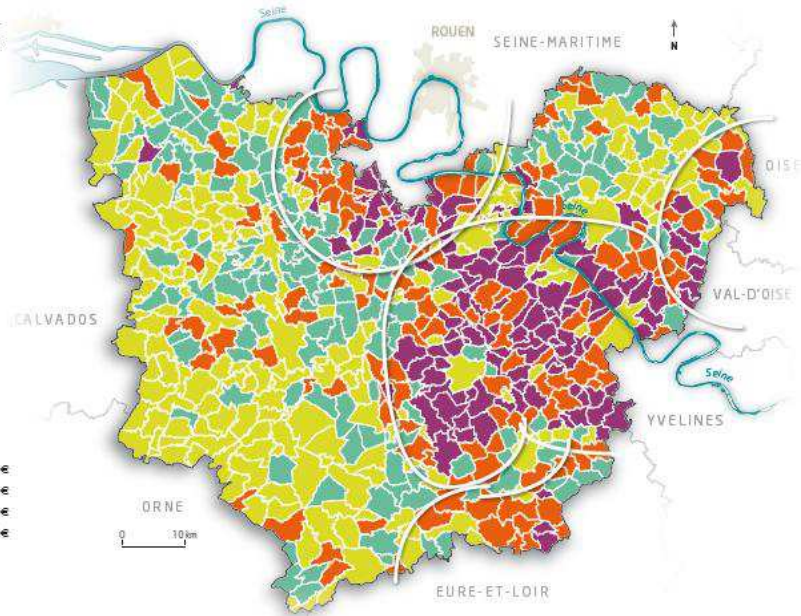 Seine
ROUEN
SEINE-MARITIME
N
OISE
Seine
VAL-D'OISE
CALVADOS
Seine
YVELINES
€
€
€
€
ORNE
0 10 km
EURE-ET-LOIR